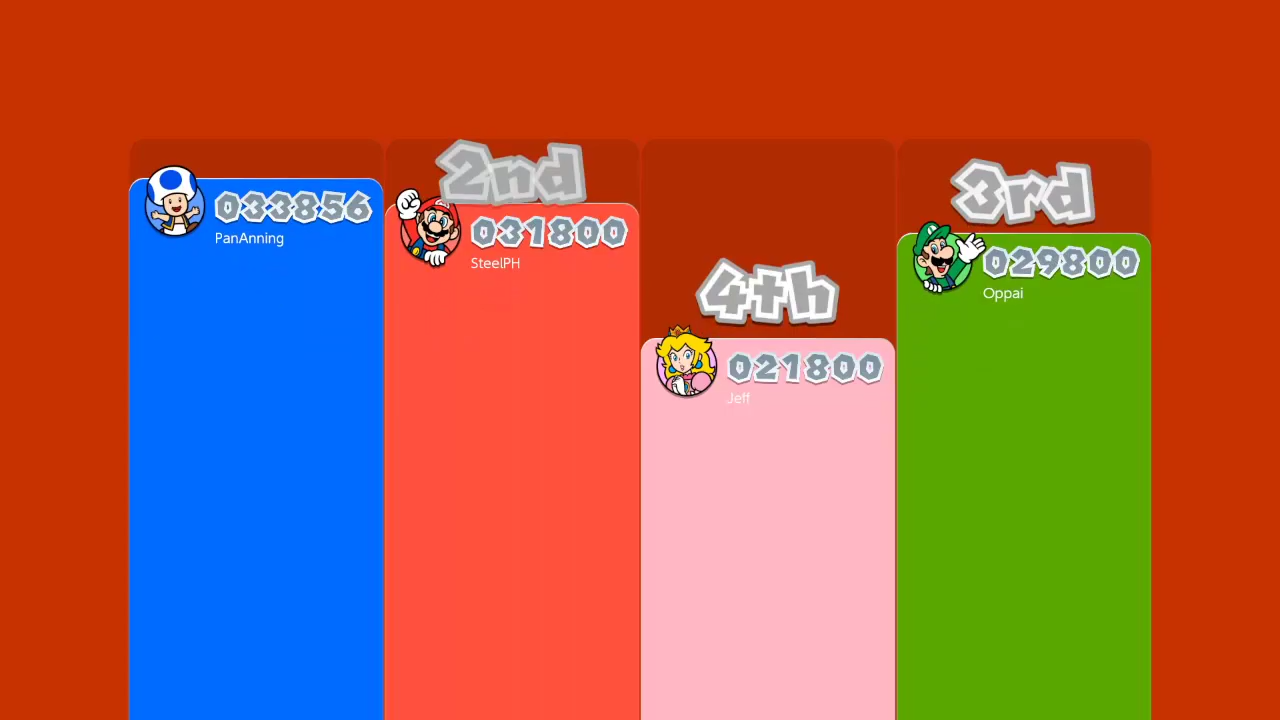 033856
PanAnning
2nd
031800
SteelPH
4th
021800
Jeff
3rd
029800
Oppai